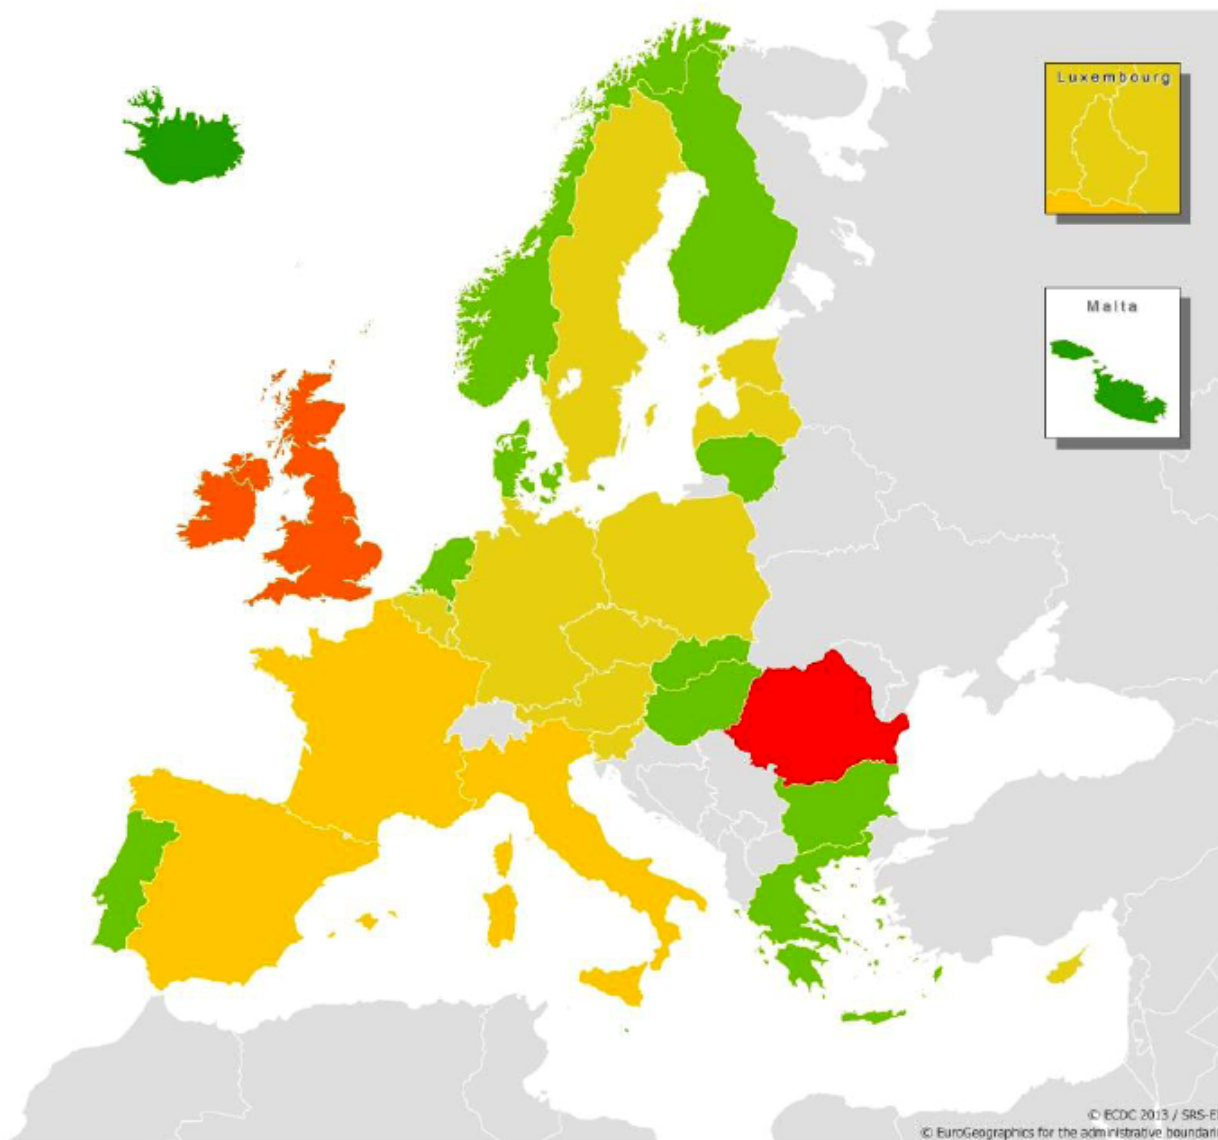 Luxembourg
Malta
© ECDC 2013 / SRS-E
© EuroGeographics for the administrative boundari